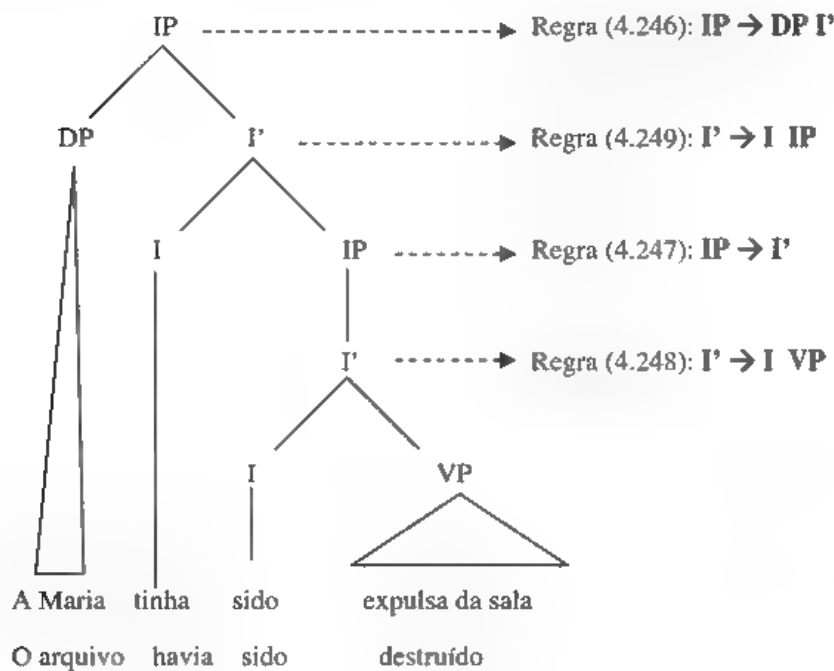 IP Regra (4.246): IP → DP I'
DP I' Regra (4.249): I' → I IP
I IP Regra (4.247): IP → I'
I' Regra (4.248): I' → I VP
I VP
A Maria tinha sido expulsa da sala
O arquivo havia sido destruído